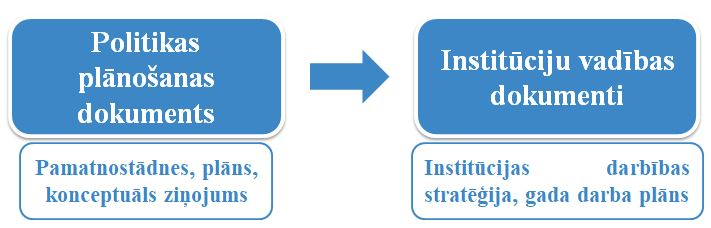 Politikas
plānošanas
dokuments
Pamatnostādnes, plāns,
konceptuāls ziņojums
Institūciju vadības
dokumenti
Institūcijas darbības
stratēģija, gada darba plāns